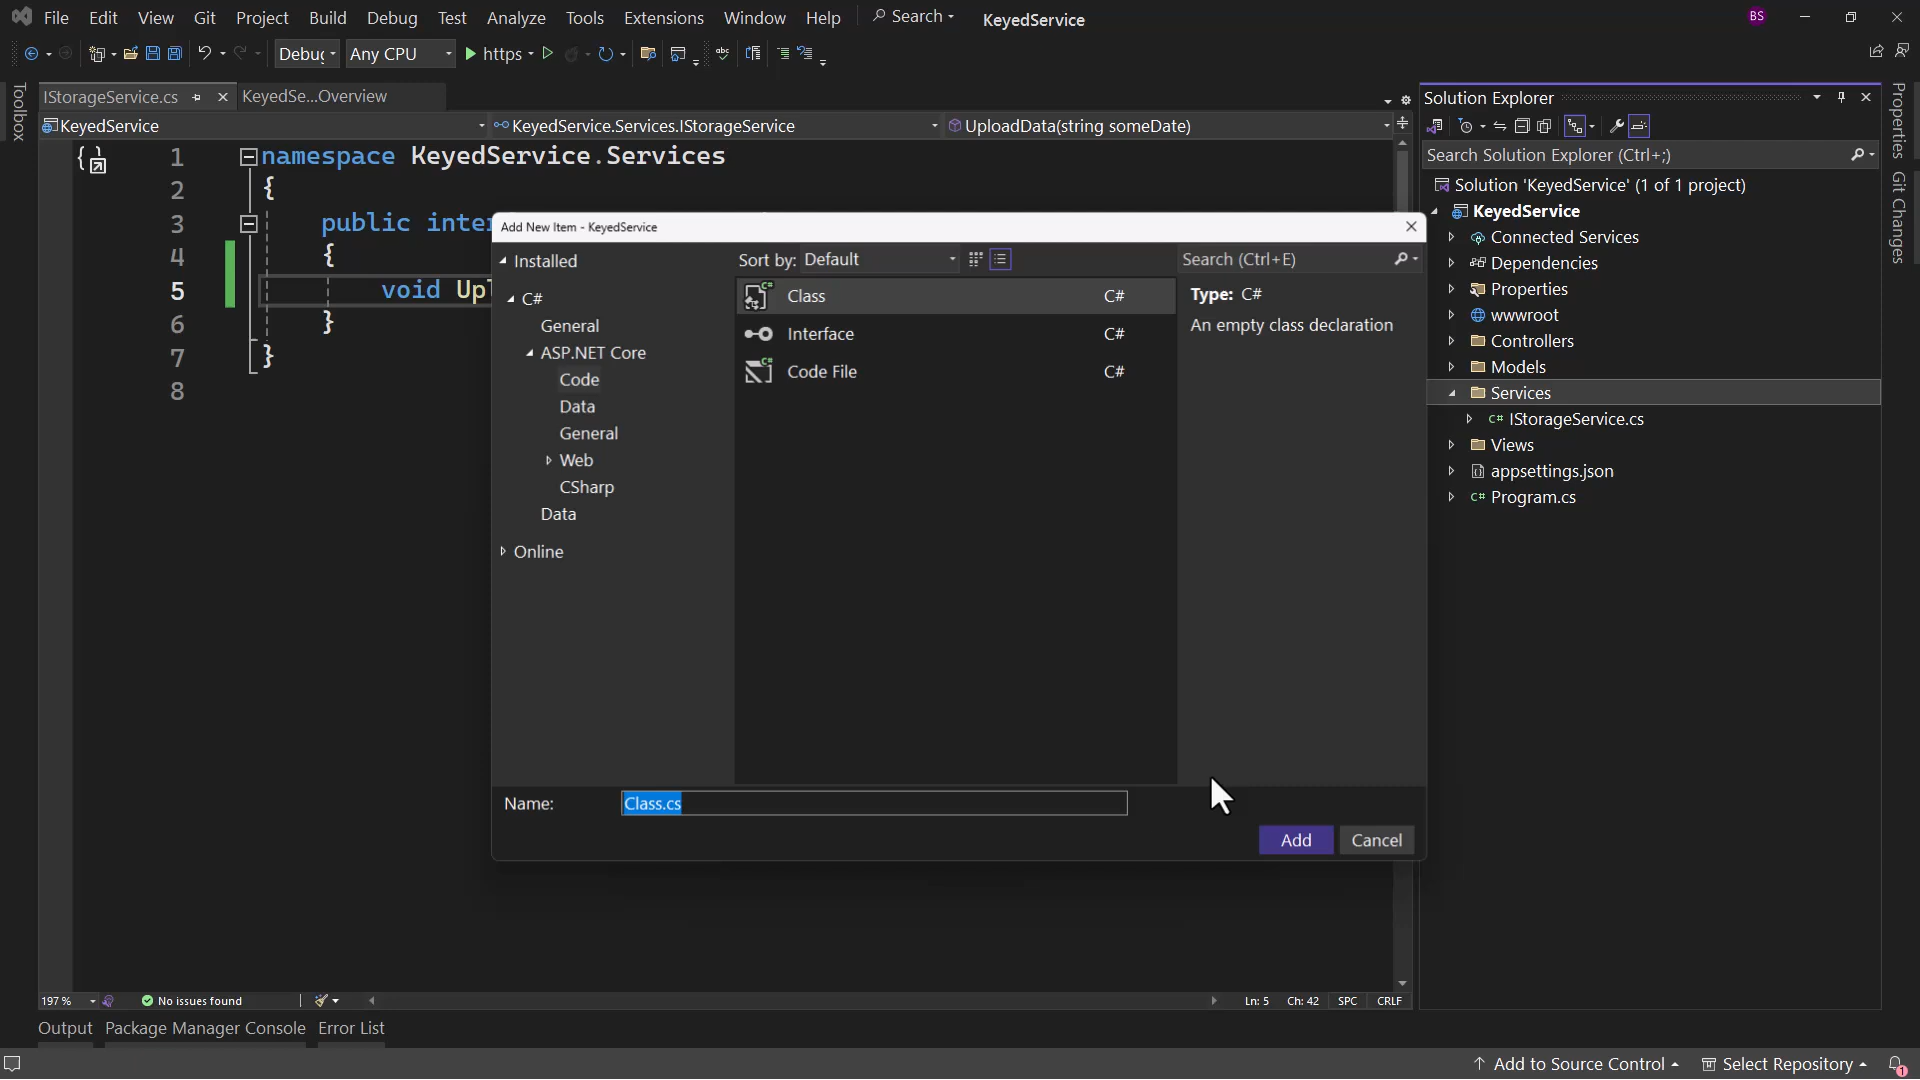 File Edit View Git Project Build Debug Test Analyze Tools Extensions Window Help Search KeyedService BS
Debug Any CPU https
Toolbox
IStorageService.cs KeyedSe...Overview
KeyedService KeyedService.Services.IStorageService UploadData(string someDate)
1 namespace KeyedService.Services
2 {
3 public inter
4 {
5 void Upl
6 }
7 }
8
Add New Item - KeyedService
Installed
C#
General
ASP.NET Core
Code
Data
General
Web
CSharp
Data
Online
Sort by: Default
Class C#
Interface C#
Code File C#
Search (Ctrl+E)
Type: C#
An empty class declaration
Name: Class.cs
Add Cancel
Solution Explorer
Search Solution Explorer (Ctrl+;)
Solution 'KeyedService' (1 of 1 project)
KeyedService
Connected Services
Dependencies
Properties
wwwroot
Controllers
Models
Services
C# IStorageService.cs
Views
appsettings.json
C# Program.cs
Properties
Git Changes
197 % No issues found Ln: 5 Ch: 42 SPC CRLF
Output Package Manager Console Error List
Add to Source Control Select Repository 1